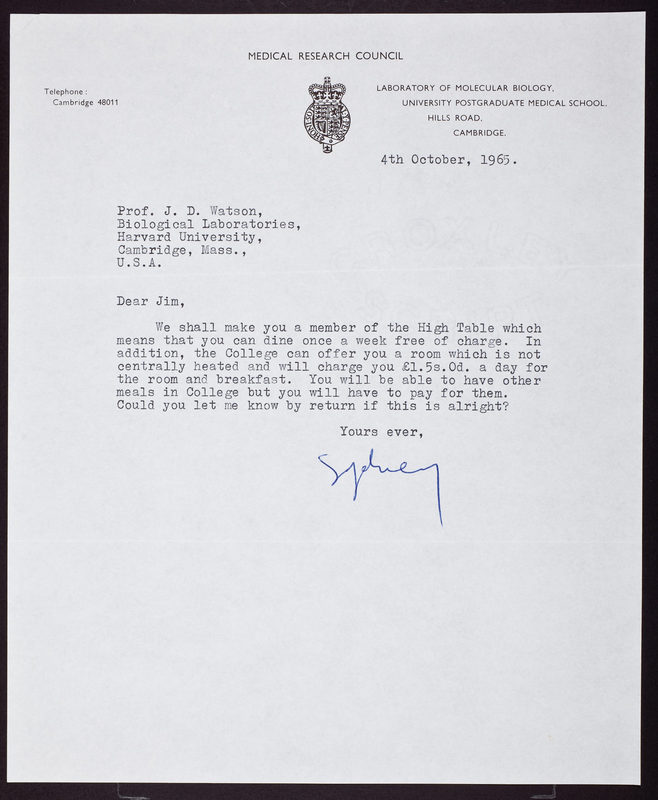 MEDICAL RESEARCH COUNCIL
Telephone:
Cambridge 48011
LABORATORY OF MOLECULAR BIOLOGY,
UNIVERSITY POSTGRADUATE MEDICAL SCHOOL,
HILLS ROAD,
CAMBRIDGE.
4th October, 1965.
Prof. J. D. Watson,
Biological Laboratories,
Harvard University,
Cambridge, Mass.,
U.S.A.
Dear Jim,
We shall make you a member of the High Table which
means that you can dine once a week free of charge. In
addition, the College can offer you a room which is not
centrally heated and will charge you £1.5s.0d. a day for
the room and breakfast. You will be able to have other
meals in College but you will have to pay for them.
Could you let me know by return if this is alright?
Yours ever,
Sydney